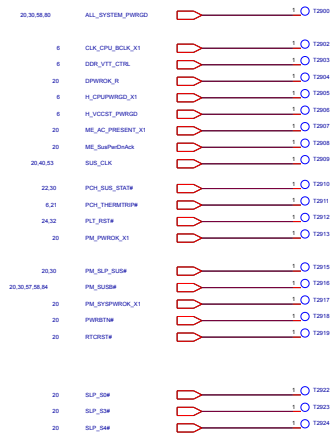 20,30,58,80 ALL_SYSTEM_PWRGD 1 T2900
6 CLK_CPU_BCLK_X1 1 T2902
6 DDR_VTT_CTRL 1 T2903
20 DPWROK_R 1 T2904
6 H_CPUPWRGD_X1 1 T2905
6 H_VCCST_PWRGD 1 T2906
20 ME_AC_PRESENT_X1 1 T2907
20 ME_SusPwrDnAck 1 T2908
20,40,53 SUS_CLK 1 T2909
22,30 PCH_SUS_STAT# 1 T2910
6,21 PCH_THERMTRIP# 1 T2911
24,32 PLT_RST# 1 T2912
20 PM_PWROK_X1 1 T2913
20,30 PM_SLP_SUS# 1 T2915
20,30,57,58,84 PM_SUSB# 1 T2916
20 PM_SYSPWROK_X1 1 T2917
20 PWRBTN# 1 T2918
20 RTCRST# 1 T2919
20 SLP_S0# 1 T2922
20 SLP_S3# 1 T2923
20 SLP_S4# 1 T2924